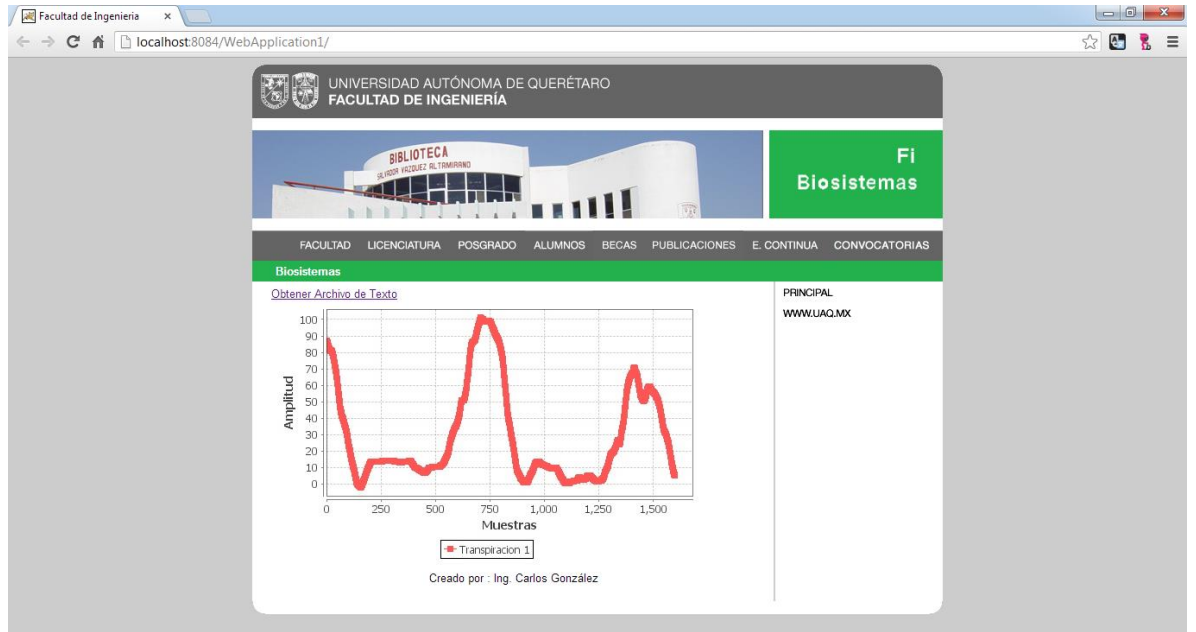 Facultad de Ingenieria
localhost:8084/WebApplication1/
UNIVERSIDAD AUTÓNOMA DE QUERÉTARO
FACULTAD DE INGENIERÍA
BIBLIOTECA
SALVADOR VAZQUEZ ALTAMIRANO
Fi
Biosistemas
FACULTAD LICENCIATURA POSGRADO ALUMNOS BECAS PUBLICACIONES E. CONTINUA CONVOCATORIAS
Biosistemas
Obtener Archivo de Texto
PRINCIPAL
WWW.UAQ.MX
Amplitud
100
90
80
70
60
50
40
30
20
10
0
0 250 500 750 1,000 1,250 1,500
Muestras
Transpiracion 1
Creado por : Ing. Carlos González